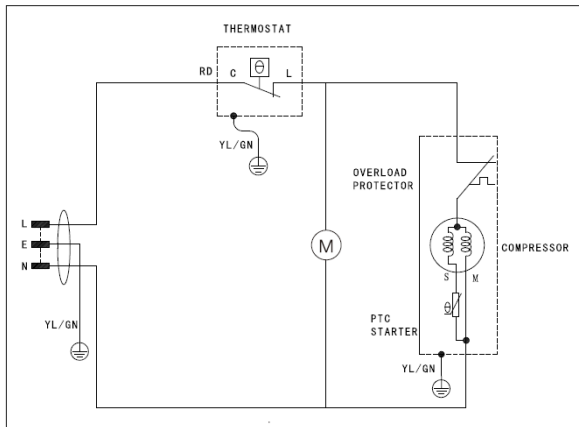 THERMOSTAT
RD C L
θ
YL/GN
OVERLOAD
PROTECTOR
L
E
N
M
COMPRESSOR
S M
θ
PTC
STARTER
YL/GN
YL/GN